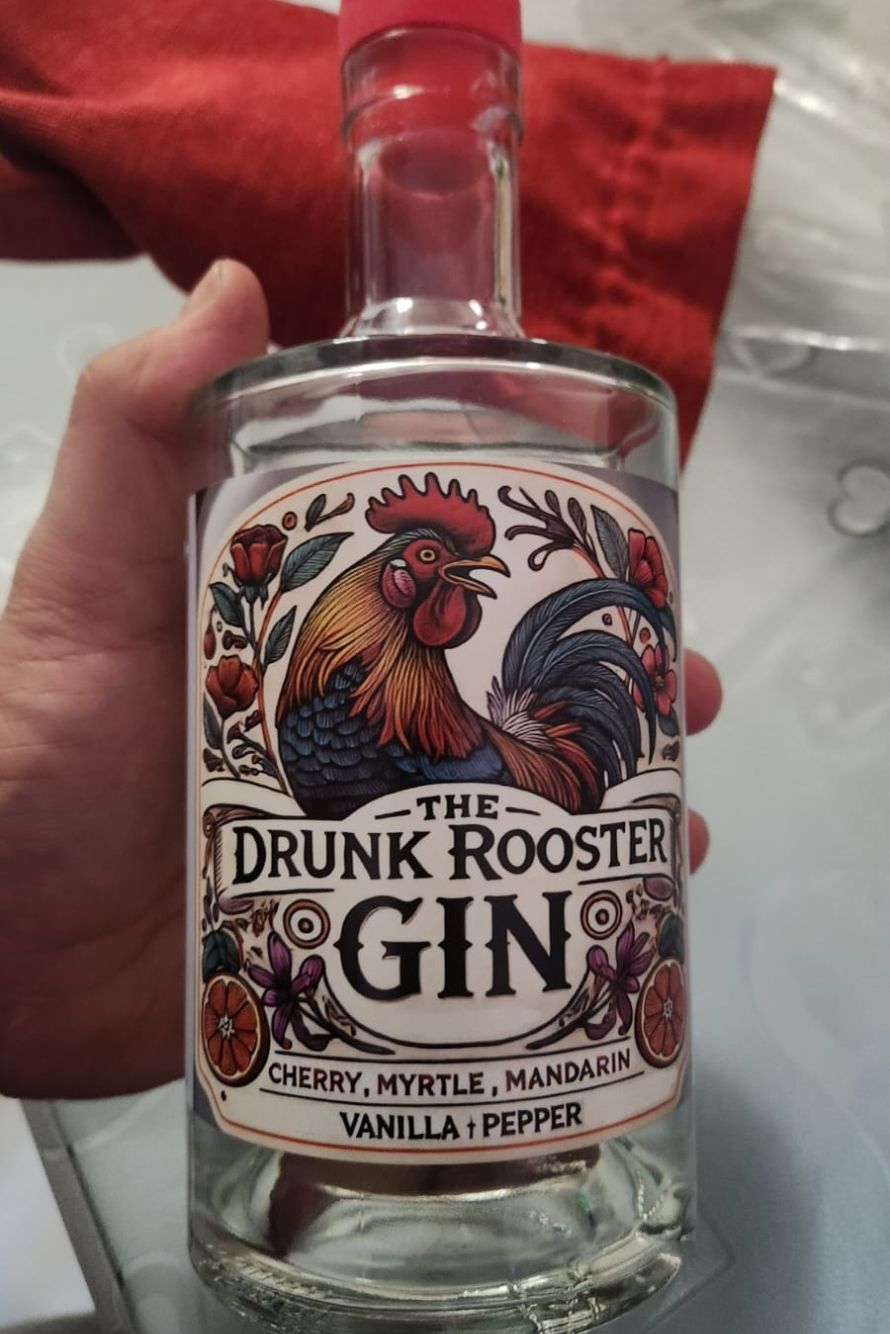 THE
DRUNK ROOSTER
GIN
CHERRY, MYRTLE, MANDARIN
VANILLA † PEPPER